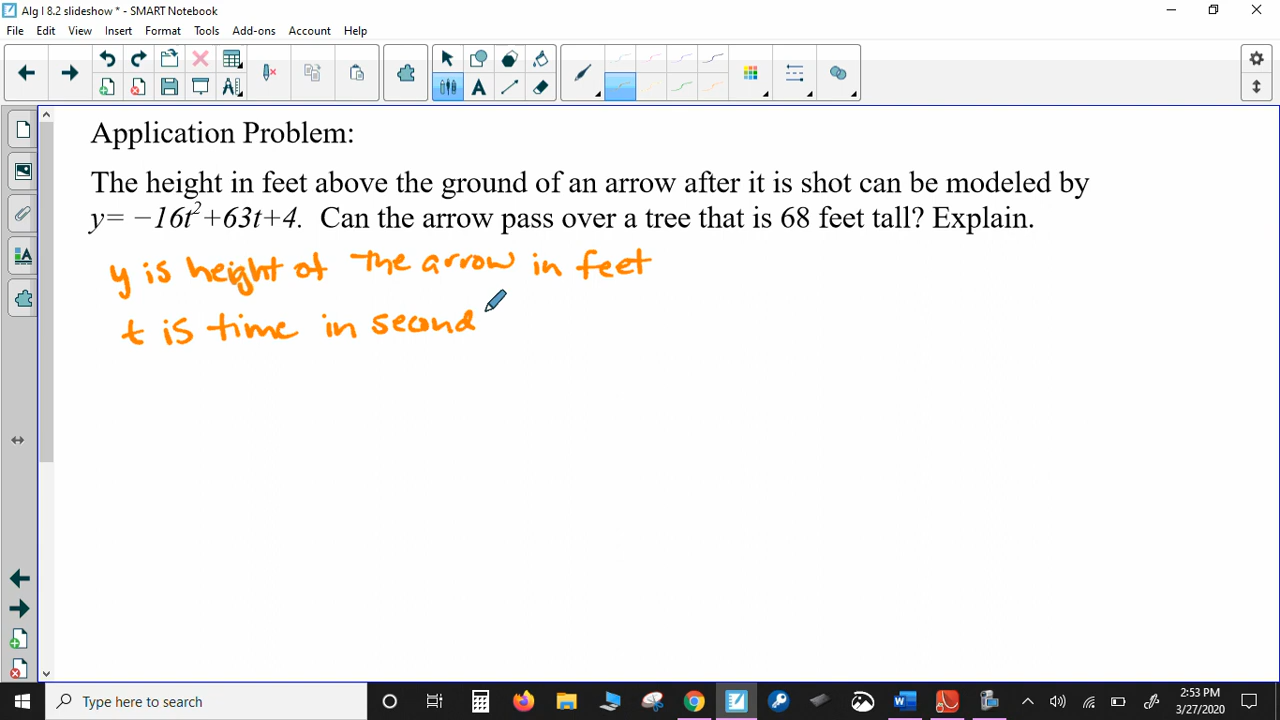 Alg I 8.2 slideshow * - SMART Notebook
File Edit View Insert Format Tools Add-ons Account Help
Application Problem:
The height in feet above the ground of an arrow after it is shot can be modeled by
y= −16t²+63t+4. Can the arrow pass over a tree that is 68 feet tall? Explain.
y is height of the arrow in feet
t is time in second
Type here to search
2:53 PM
3/27/2020